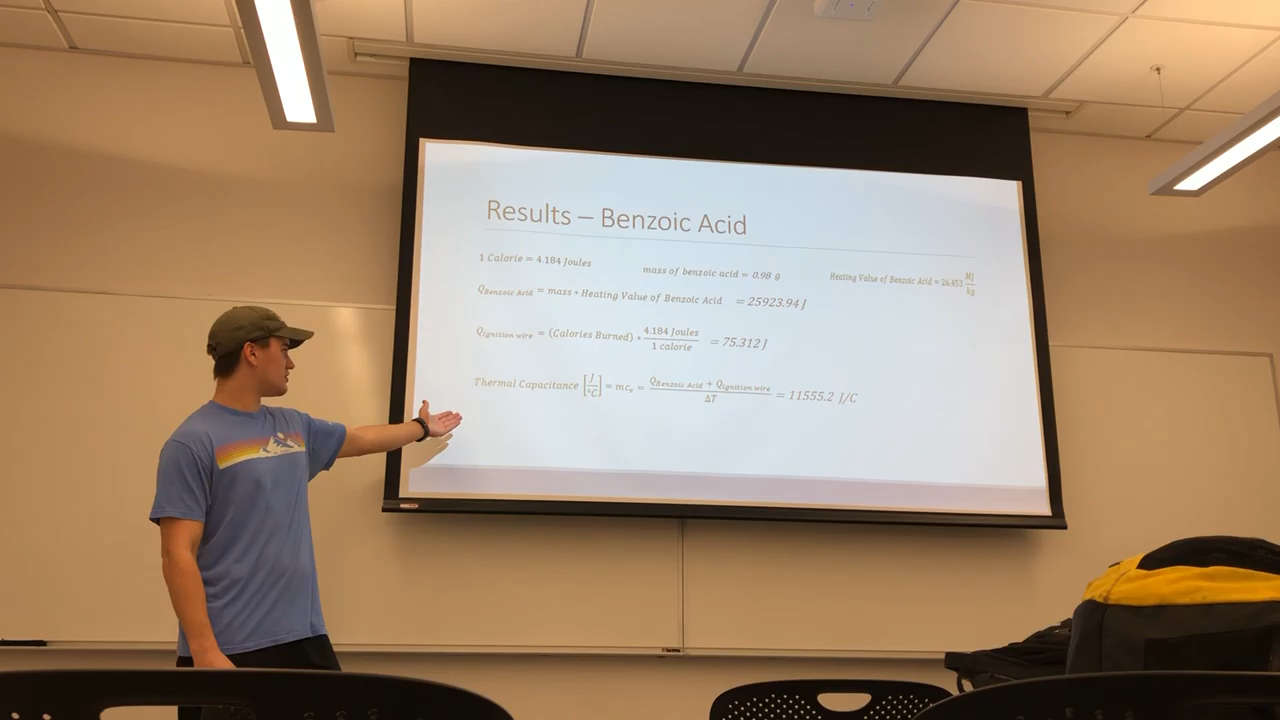 Results – Benzoic Acid
1 Calorie = 4.184 Joules
mass of benzoic acid = 0.98 g
Heating Value of Benzoic Acid = 26.453 MJ/kg
Q_Benzoic Acid = mass * Heating Value of Benzoic Acid = 25923.94 J
Q_ignition wire = (Calories Burned) * 4.184 Joules / 1 calorie = 75.312 J
Thermal Capacitance [J/°C] = mc_v = Q_Benzoic Acid + Q_ignition wire / ΔT = 11555.2 J/C